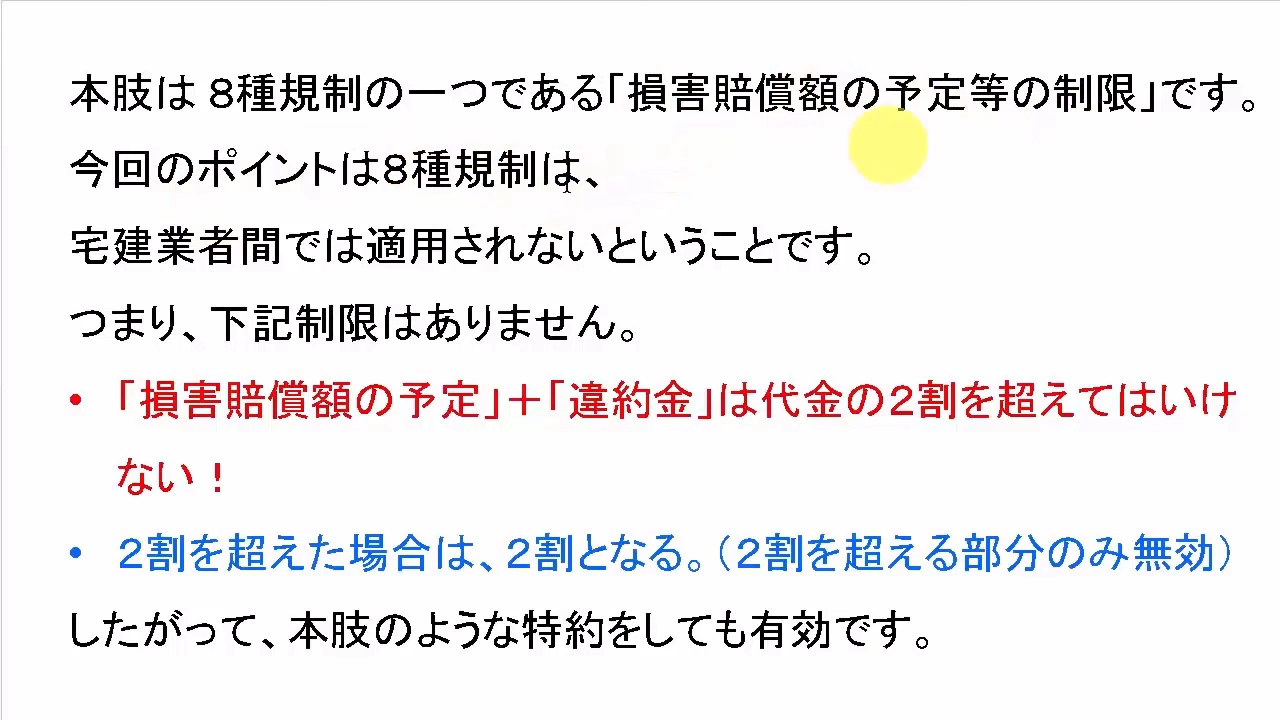 本肢は８種規制の一つである「損害賠償額の予定等の制限」です。
今回のポイントは８種規制は、
宅建業者間では適用されないということです。
つまり、下記制限はありません。
• 「損害賠償額の予定」＋「違約金」は代金の２割を超えてはいけ
ない！
• ２割を超えた場合は、２割となる。（２割を超える部分のみ無効）
したがって、本肢のような特約をしても有効です。